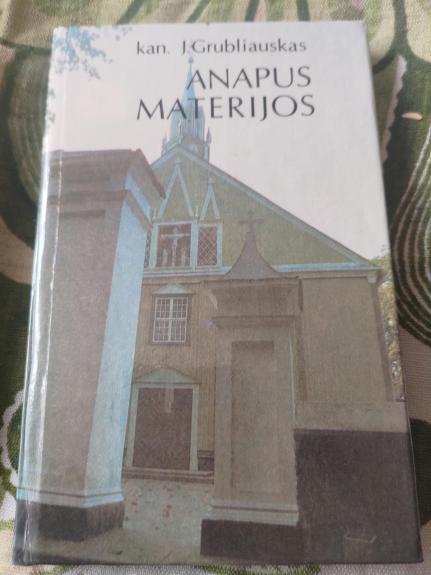 kan. J.Grubliauskas
ANAPUS
MATERIJOS